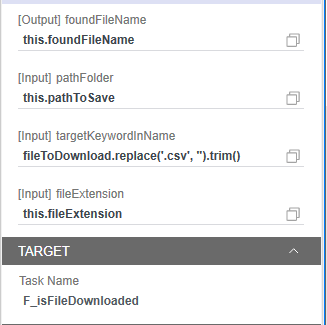 [Output] foundFileName
this.foundFileName
[Input] pathFolder
this.pathToSave
[Input] targetKeywordInName
fileToDownload.replace('.csv', '').trim()
[Input] fileExtension
this.fileExtension
TARGET
Task Name
F_isFileDownloaded